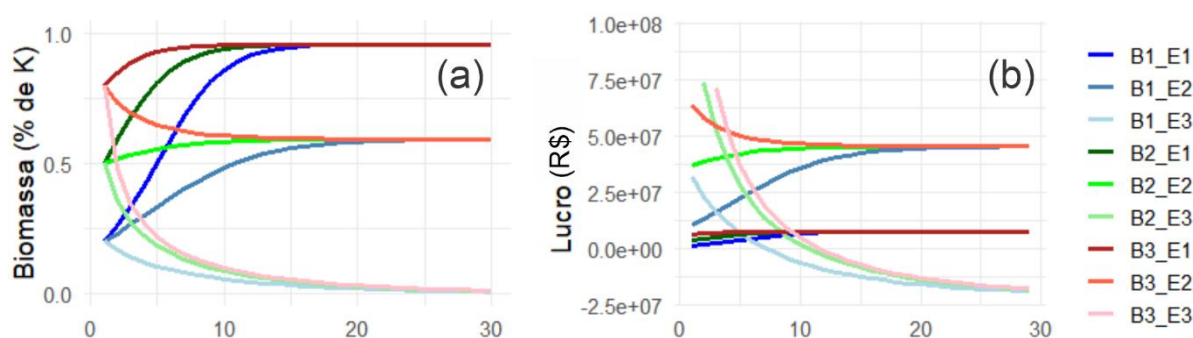 Biomassa (% de K)
1.0
0.5
0.0
(a)
0
10
20
30
Lucro (R$)
1.0e+08
7.5e+07
5.0e+07
2.5e+07
0.0e+00
-2.5e+07
(b)
0
10
20
30
B1_E1
B1_E2
B1_E3
B2_E1
B2_E2
B2_E3
B3_E1
B3_E2
B3_E3